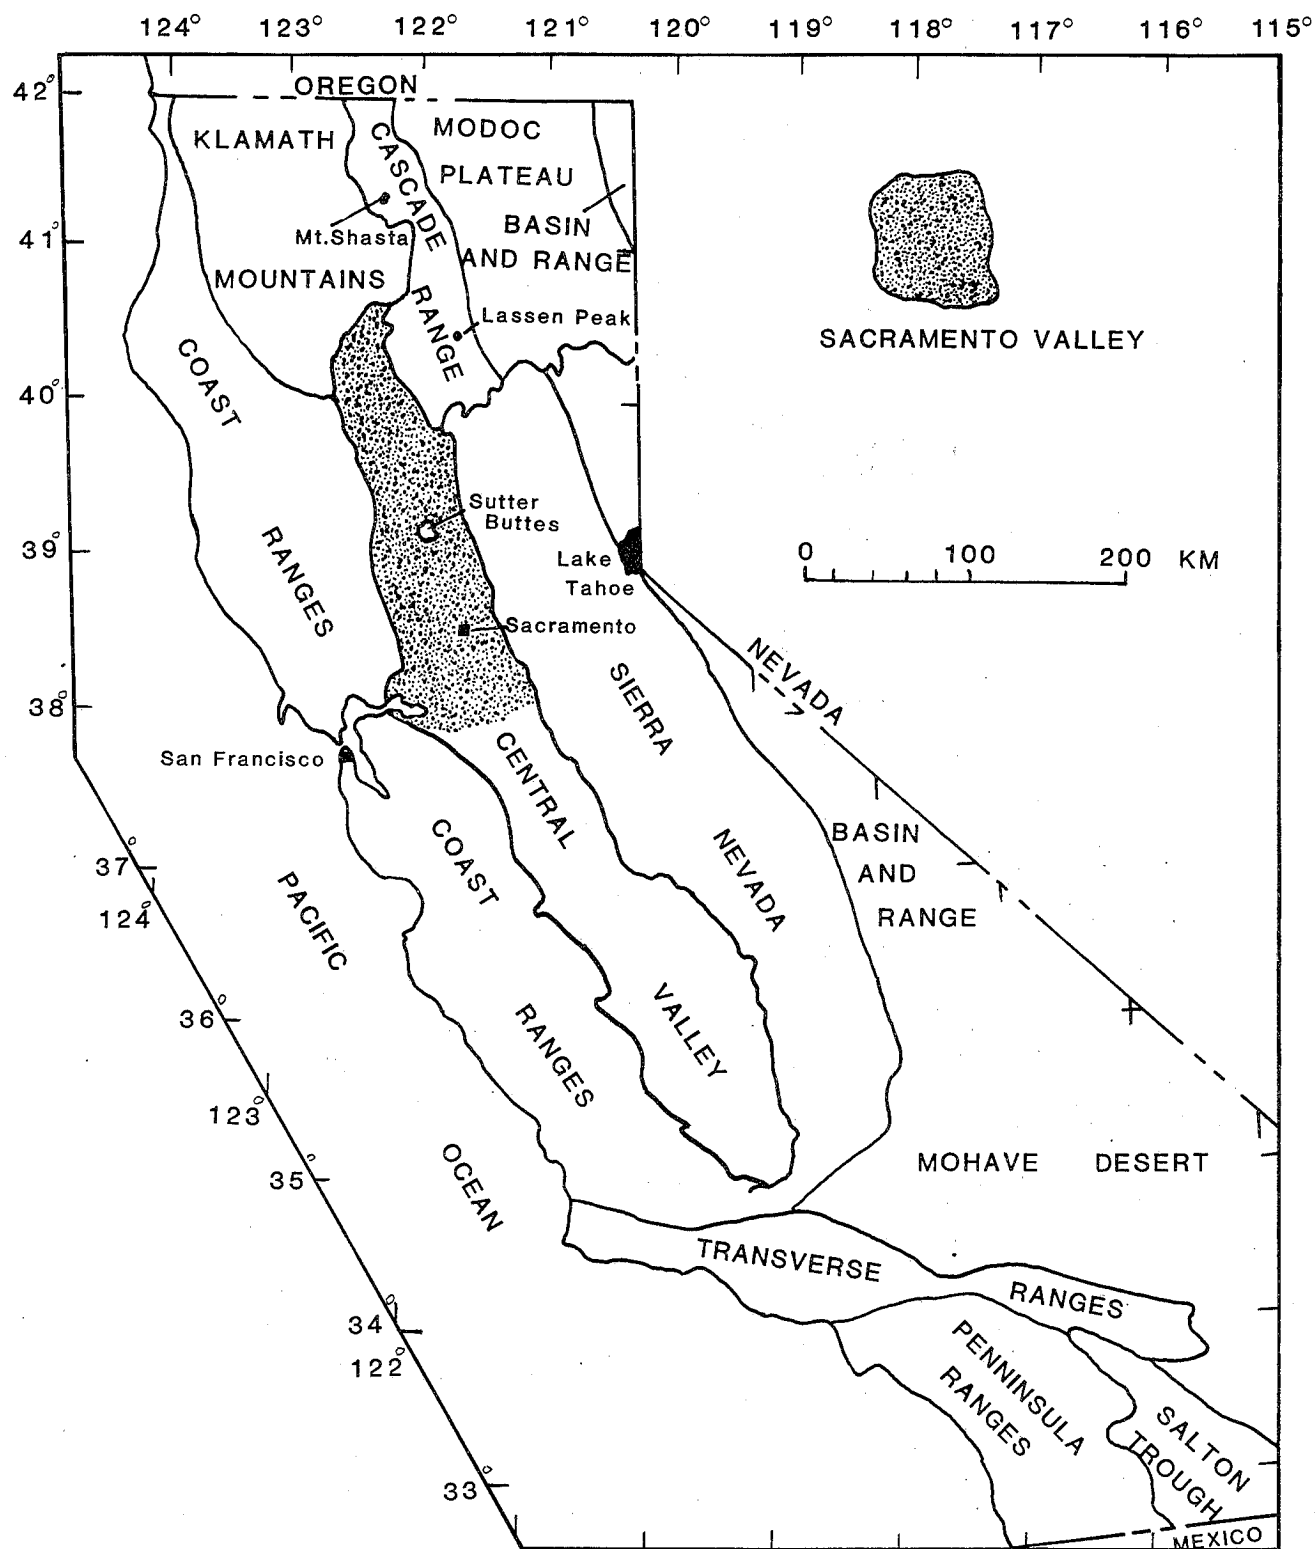 124° 123° 122° 121° 120° 119° 118° 117° 116° 115°
42°
OREGON
KLAMATH
CASCADE
MODOC
PLATEAU
BASIN
AND RANGE
Mt.Shasta
41°
MOUNTAINS
RANGE
Lassen Peak
SACRAMENTO VALLEY
COAST
40°
Sutter
Buttes
39°
RANGES
Lake
Tahoe
0 100 200 KM
Sacramento
NEVADA
38°
SIERRA
San Francisco
CENTRAL
COAST
NEVADA
BASIN
AND
RANGE
37°
124°
PACIFIC
VALLEY
RANGES
36°
123°
OCEAN
MOHAVE DESERT
35°
TRANSVERSE
RANGES
34°
122°
PENNINSULA
RANGES
SALTON
TROUGH
33°
MEXICO